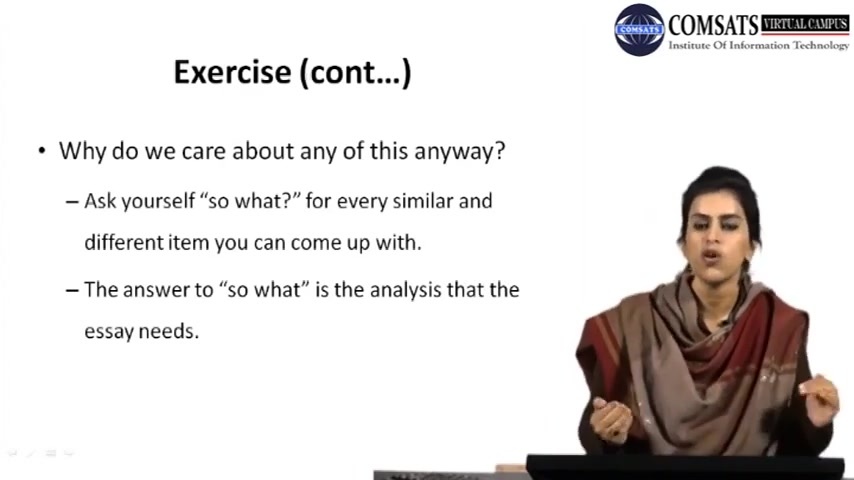 COMSATS VIRTUAL CAMPUS
COMSATS Institute Of Information Technology
Exercise (cont…)
• Why do we care about any of this anyway?
– Ask yourself “so what?” for every similar and
different item you can come up with.
– The answer to “so what” is the analysis that the
essay needs.